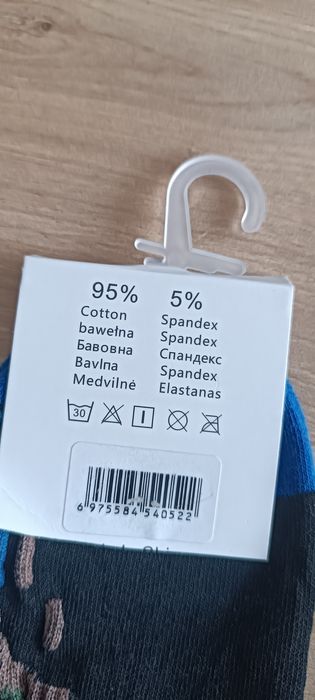 95% 5%
Cotton Spandex
bawełna Spandex
Бавовна Спандекс
Bavlna Spandex
Medvilnė Elastanas
30
6 975584 540522